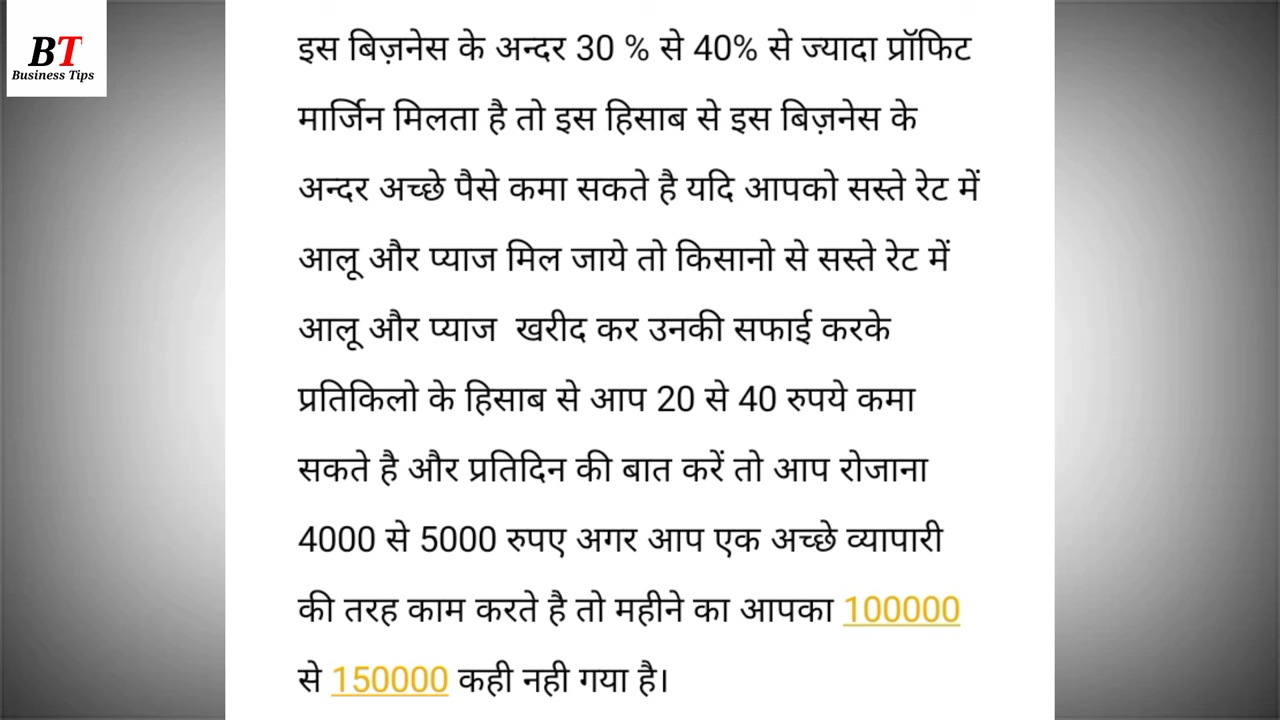 BT
Business Tips
इस बिज़नेस के अन्दर 30 % से 40% से ज्यादा प्रॉफिट
मार्जिन मिलता है तो इस हिसाब से इस बिज़नेस के
अन्दर अच्छे पैसे कमा सकते है यदि आपको सस्ते रेट में
आलू और प्याज मिल जाये तो किसानो से सस्ते रेट में
आलू और प्याज  खरीद कर उनकी सफाई करके
प्रतिकिलो के हिसाब से आप 20 से 40 रुपये कमा
सकते है और प्रतिदिन की बात करें तो आप रोजाना
4000 से 5000 रुपए अगर आप एक अच्छे व्यापारी
की तरह काम करते है तो महीने का आपका 100000
से 150000 कही नही गया है।